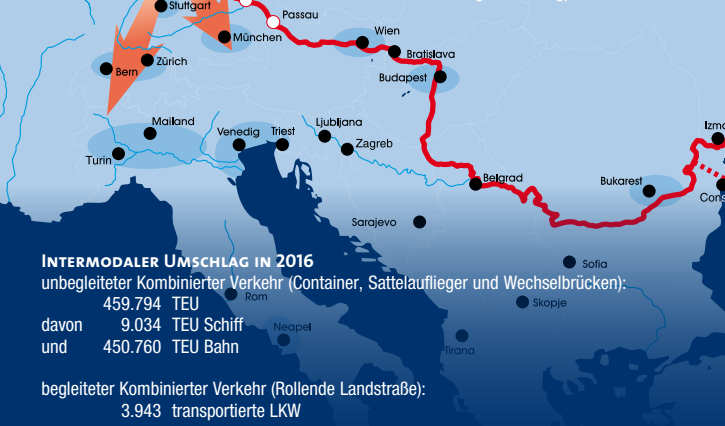 Stuttgart
Passau
München
Wien
Bratislava
Budapest
Bern
Zürich
Mailand
Turin
Venedig
Triest
Ljubljana
Zagreb
Belgrad
Bukarest
Izmo
Cons
Sarajevo
Sofia
Skopje
Rom
Neapel
Tirana
INTERMODALER UMSCHLAG IN 2016
unbegleiteter Kombinierter Verkehr (Container, Sattelauflieger und Wechselbrücken):
459.794 TEU
davon 9.034 TEU Schiff
und 450.760 TEU Bahn
begleiteter Kombinierter Verkehr (Rollende Landstraße):
3.943 transportierte LKW